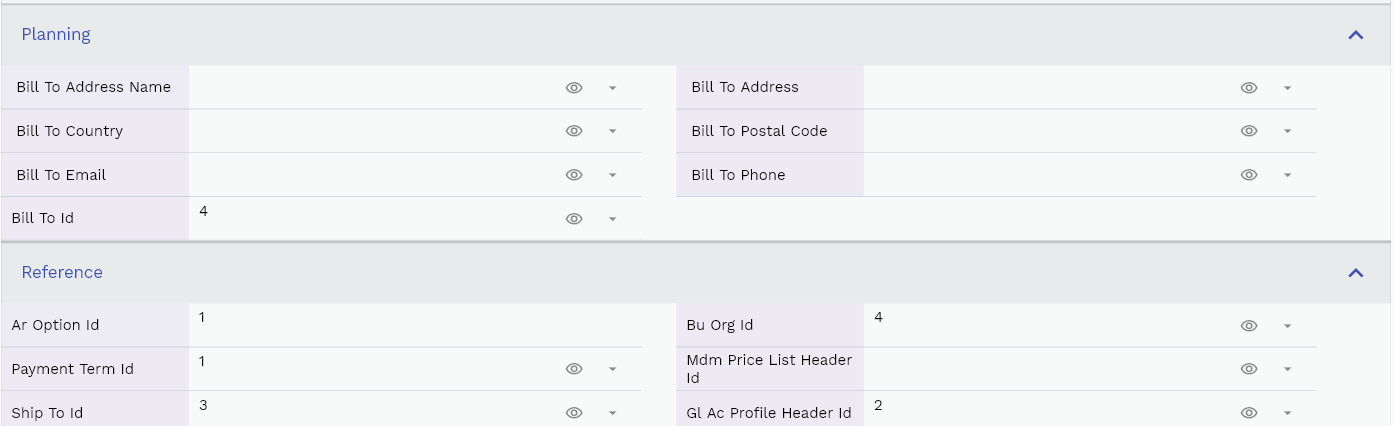 Planning
Bill To Address Name
Bill To Address
Bill To Country
Bill To Postal Code
Bill To Email
Bill To Phone
Bill To Id 4
Reference
Ar Option Id 1
Bu Org Id 4
Payment Term Id 1
Mdm Price List Header
Id
Ship To Id 3
Gl Ac Profile Header Id 2